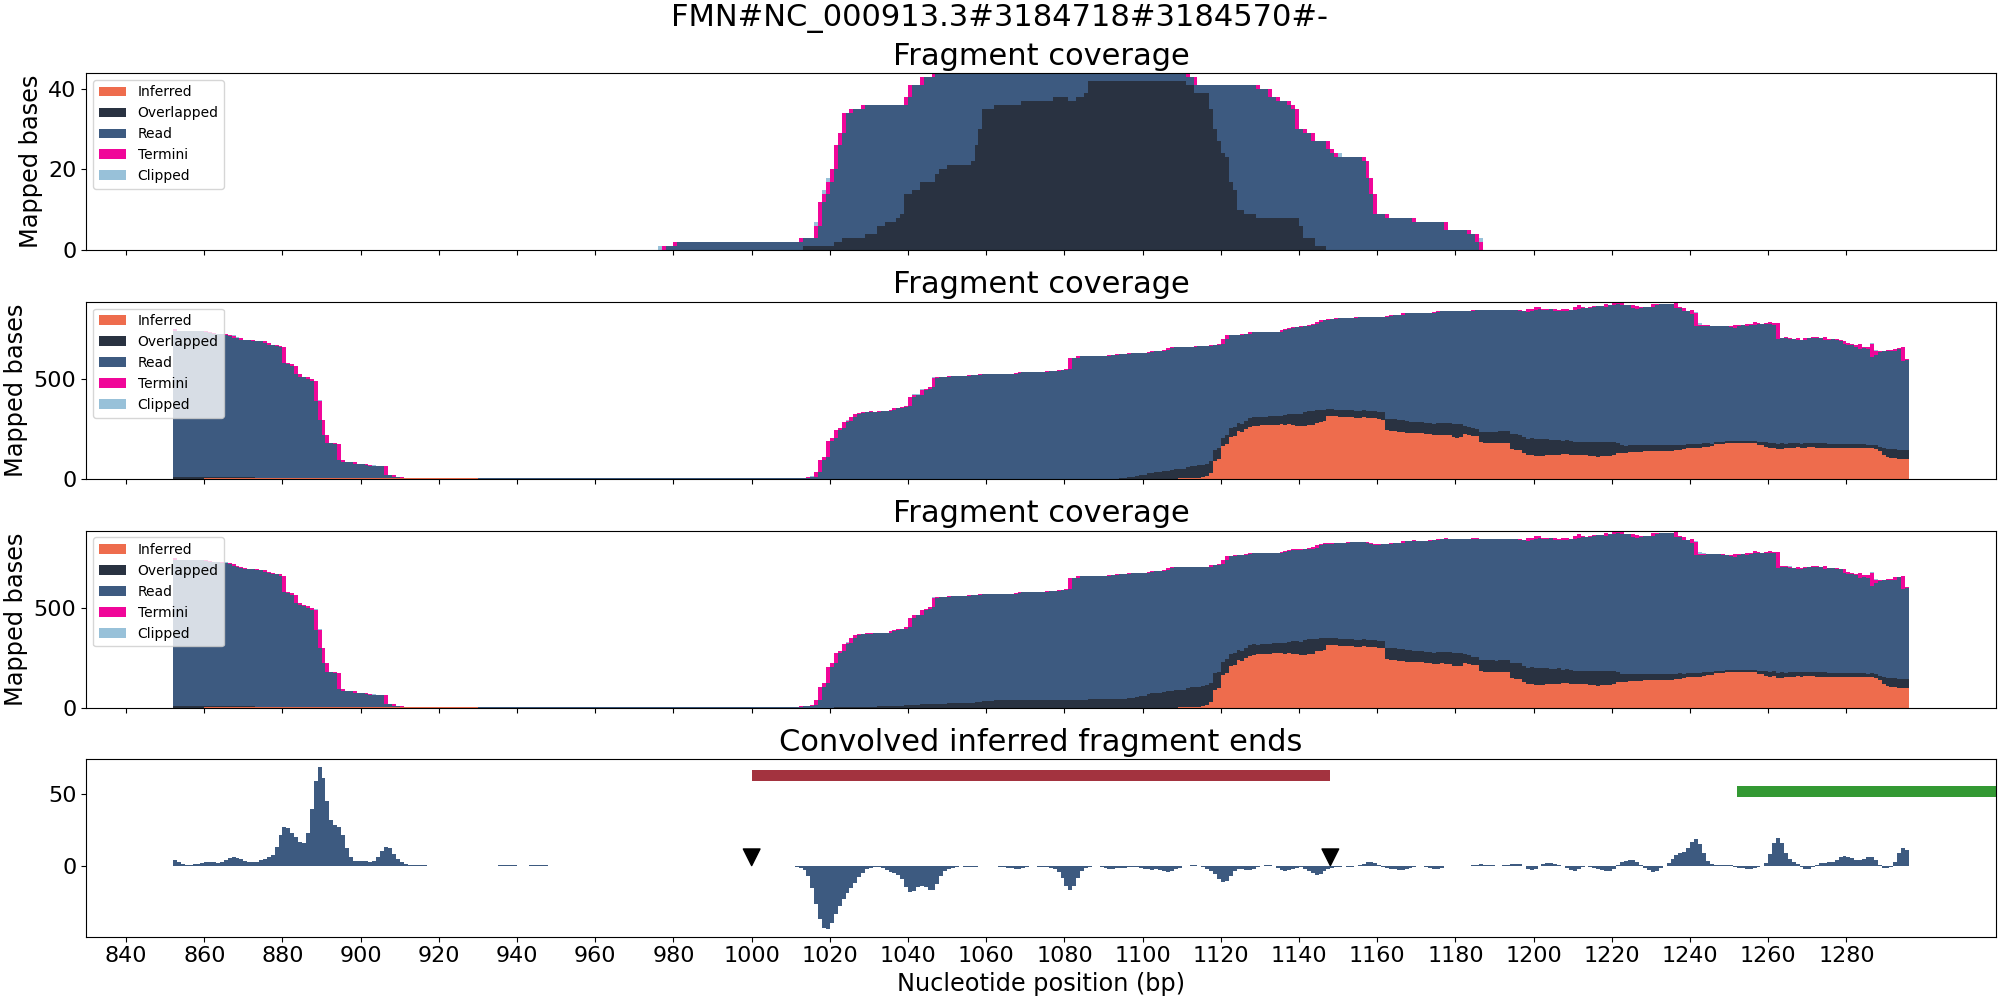 FMN#NC_000913.3#3184718#3184570#-
Fragment coverage
Mapped bases
40
20
0
Inferred
Overlapped
Read
Termini
Clipped
Fragment coverage
Mapped bases
500
0
Inferred
Overlapped
Read
Termini
Clipped
Fragment coverage
Mapped bases
500
0
Inferred
Overlapped
Read
Termini
Clipped
Convolved inferred fragment ends
50
0
840 860 880 900 920 940 960 980 1000 1020 1040 1060 1080 1100 1120 1140 1160 1180 1200 1220 1240 1260 1280
Nucleotide position (bp)